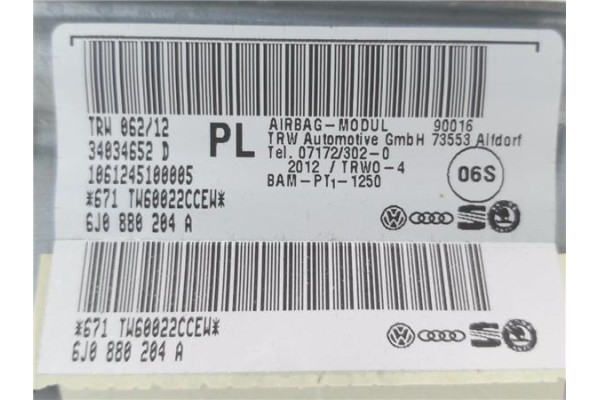 TRW 062/12
34034652 D
1061245100005
*671 TW60022CCEW*
6J0 880 204 A
PL
AIRBAG-MODUL 90016
TRW Automotive GmbH 73553 Alfdorf
Tel. 07172/302-0
2012 / TRWO-4
BAM-PT1-1250
06S
*671 TW60022CCEW*
6J0 880 204 A